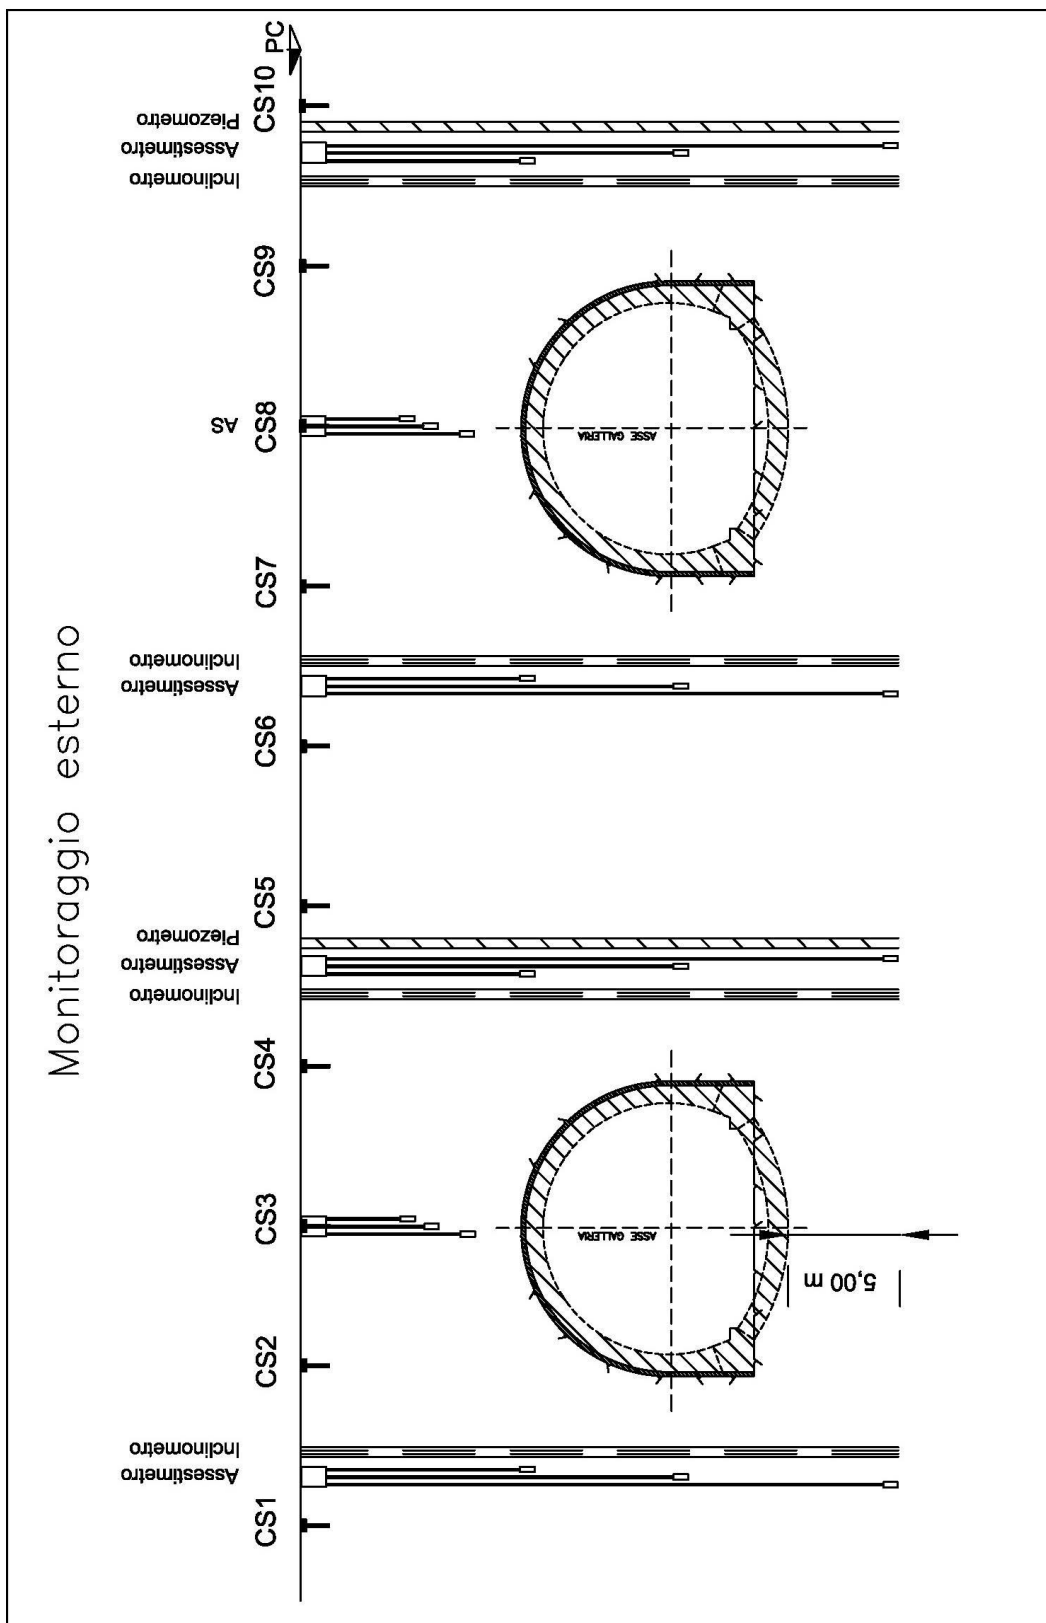 Monitoraggio esterno
Assestimetro
Inclinometro
Inclinometro
Assestimetro
Piezometro
Assestimetro
Inclinometro
Inclinometro
Assestimetro
Piezometro
AS
CS1
CS2
CS3
CS4
CS5
CS6
CS7
CS8
CS9
CS10
PC
ASSE GALLERIA
ASSE GALLERIA
5,00 m